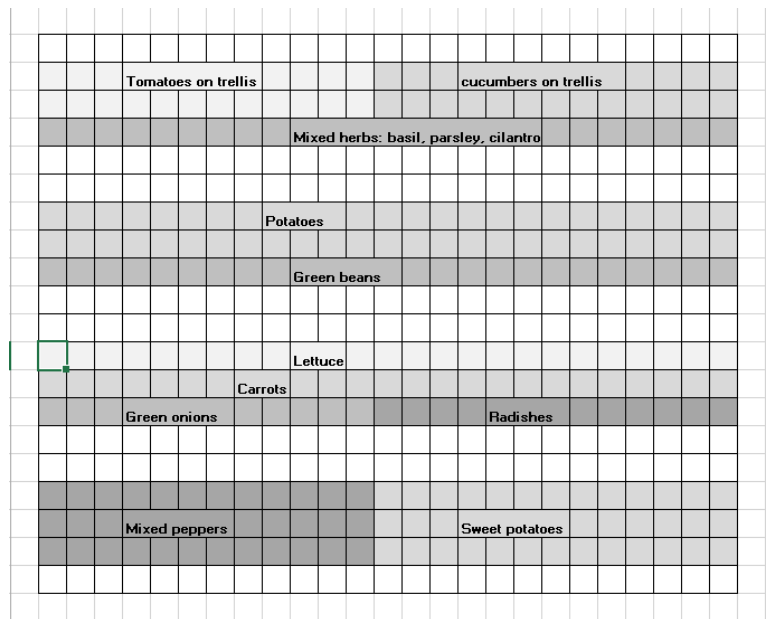 Tomatoes on trellis
cucumbers on trellis
Mixed herbs: basil, parsley, cilantro
Potatoes
Green beans
Lettuce
Carrots
Green onions
Radishes
Mixed peppers
Sweet potatoes